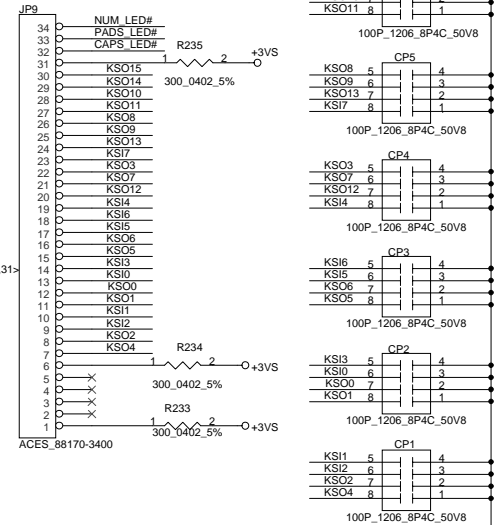 JP9
34 NUM_LED#
33 PADS_LED#
32 CAPS_LED#
31 1 R235 2 +3VS
300_0402_5%
30 KSO15
29 KSO14
28 KSO10
27 KSO11
26 KSO8
25 KSO9
24 KSO13
23 KSI7
22 KSO3
21 KSO7
20 KSO12
19 KSI4
18 KSI6
17 KSI5
16 KSO6
15 KSO5
14 KSI3
13 KSI0
12 KSO0
11 KSO1
10 KSI1
9 KSI2
8 KSO2
7 KSO4
6 1 R234 2 +3VS
300_0402_5%
5
4
3
2
1 1 R233 2 +3VS
300_0402_5%
ACES_88170-3400
31>
KSO11 8 1
100P_1206_8P4C_50V8
CP5
KSO8 5 4
KSO9 6 3
KSO13 7 2
KSI7 8 1
100P_1206_8P4C_50V8
CP4
KSO3 5 4
KSO7 6 3
KSO12 7 2
KSI4 8 1
100P_1206_8P4C_50V8
CP3
KSI6 5 4
KSI5 6 3
KSO6 7 2
KSO5 8 1
100P_1206_8P4C_50V8
CP2
KSI3 5 4
KSI0 6 3
KSO0 7 2
KSO1 8 1
100P_1206_8P4C_50V8
CP1
KSI1 5 4
KSI2 6 3
KSO2 7 2
KSO4 8 1
100P_1206_8P4C_50V8